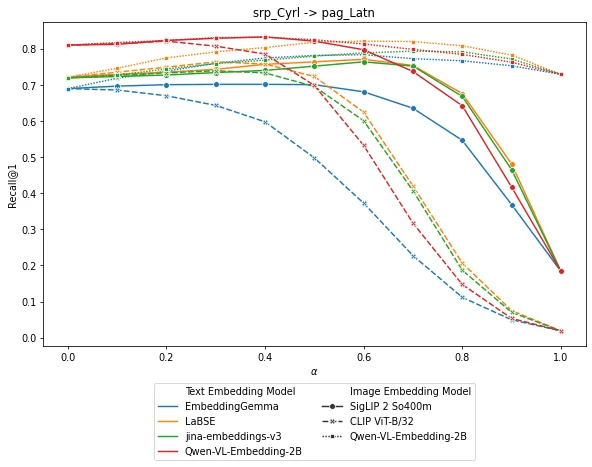 srp_Cyrl -> pag_Latn
Recall@1
0.8
0.7
0.6
0.5
0.4
0.3
0.2
0.1
0.0
0.0 0.2 0.4 0.6 0.8 1.0
α
Text Embedding Model Image Embedding Model
EmbeddingGemma SigLIP 2 So400m
LaBSE CLIP ViT-B/32
jina-embeddings-v3 Qwen-VL-Embedding-2B
Qwen-VL-Embedding-2B